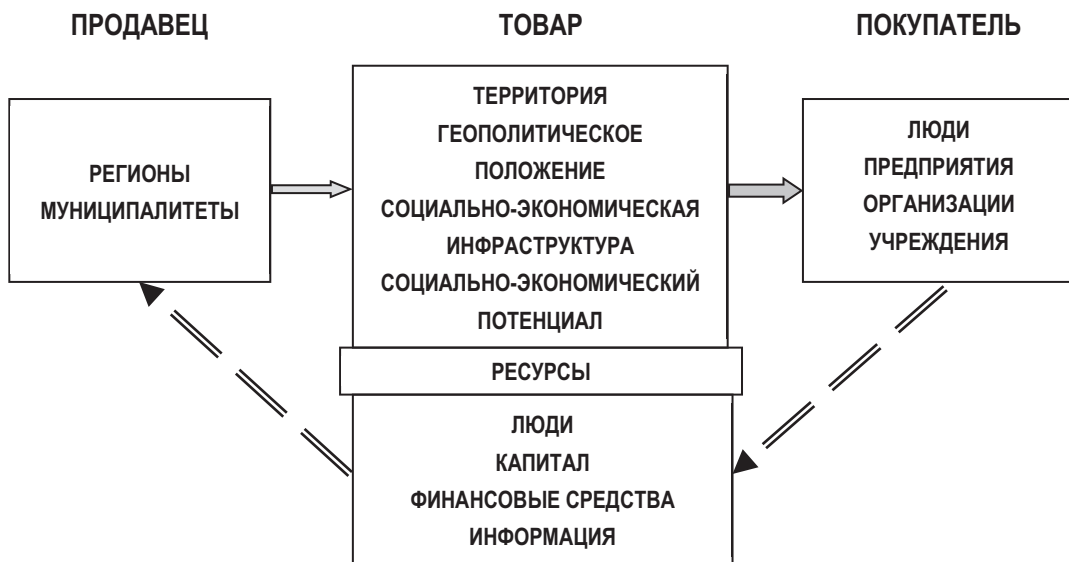 ПРОДАВЕЦ
ТОВАР
ПОКУПАТЕЛЬ
РЕГИОНЫ
МУНИЦИПАЛИТЕТЫ
ТЕРРИТОРИЯ
ГЕОПОЛИТИЧЕСКОЕ
ПОЛОЖЕНИЕ
СОЦИАЛЬНО-ЭКОНОМИЧЕСКАЯ
ИНФРАСТРУКТУРА
СОЦИАЛЬНО-ЭКОНОМИЧЕСКИЙ
ПОТЕНЦИАЛ
ЛЮДИ
ПРЕДПРИЯТИЯ
ОРГАНИЗАЦИИ
УЧРЕЖДЕНИЯ
РЕСУРСЫ
ЛЮДИ
КАПИТАЛ
ФИНАНСОВЫЕ СРЕДСТВА
ИНФОРМАЦИЯ